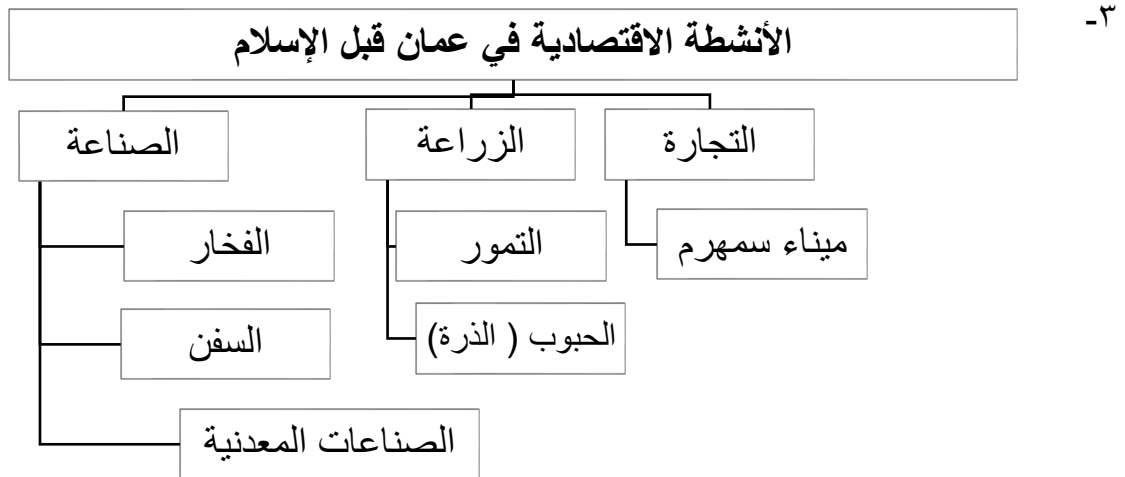 ٣-
الأنشطة الاقتصادية في عمان قبل الإسلام
التجارة
الزراعة
الصناعة
ميناء سمهرم
التمور
الفخار
الحبوب ( الذرة)
السفن
الصناعات المعدنية